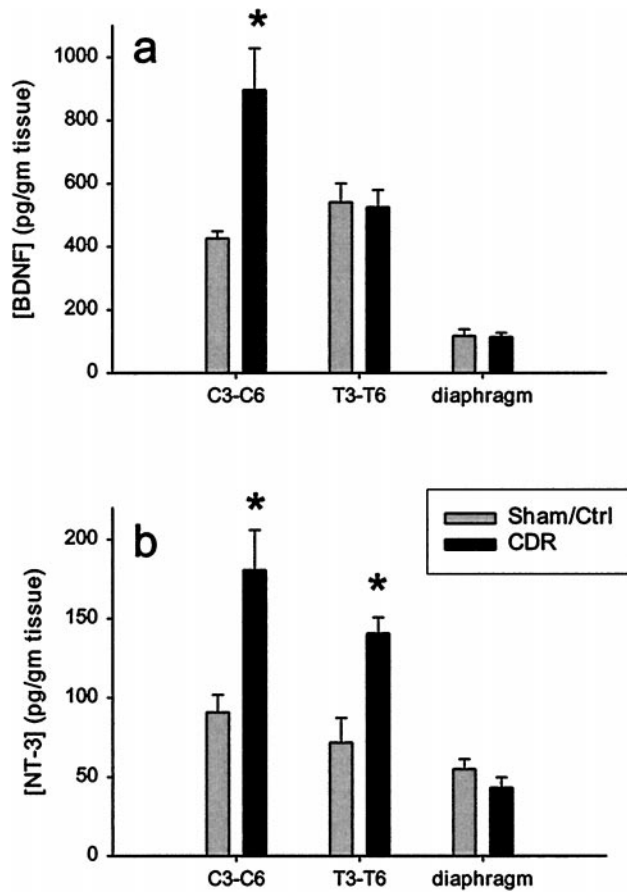 *
a
1000
800
600
400
200
0
[BDNF] (pg/gm tissue)
C3-C6 T3-T6 diaphragm
b
*
*
Sham/Ctrl
CDR
200
150
100
50
0
[NT-3] (pg/gm tissue)
C3-C6 T3-T6 diaphragm